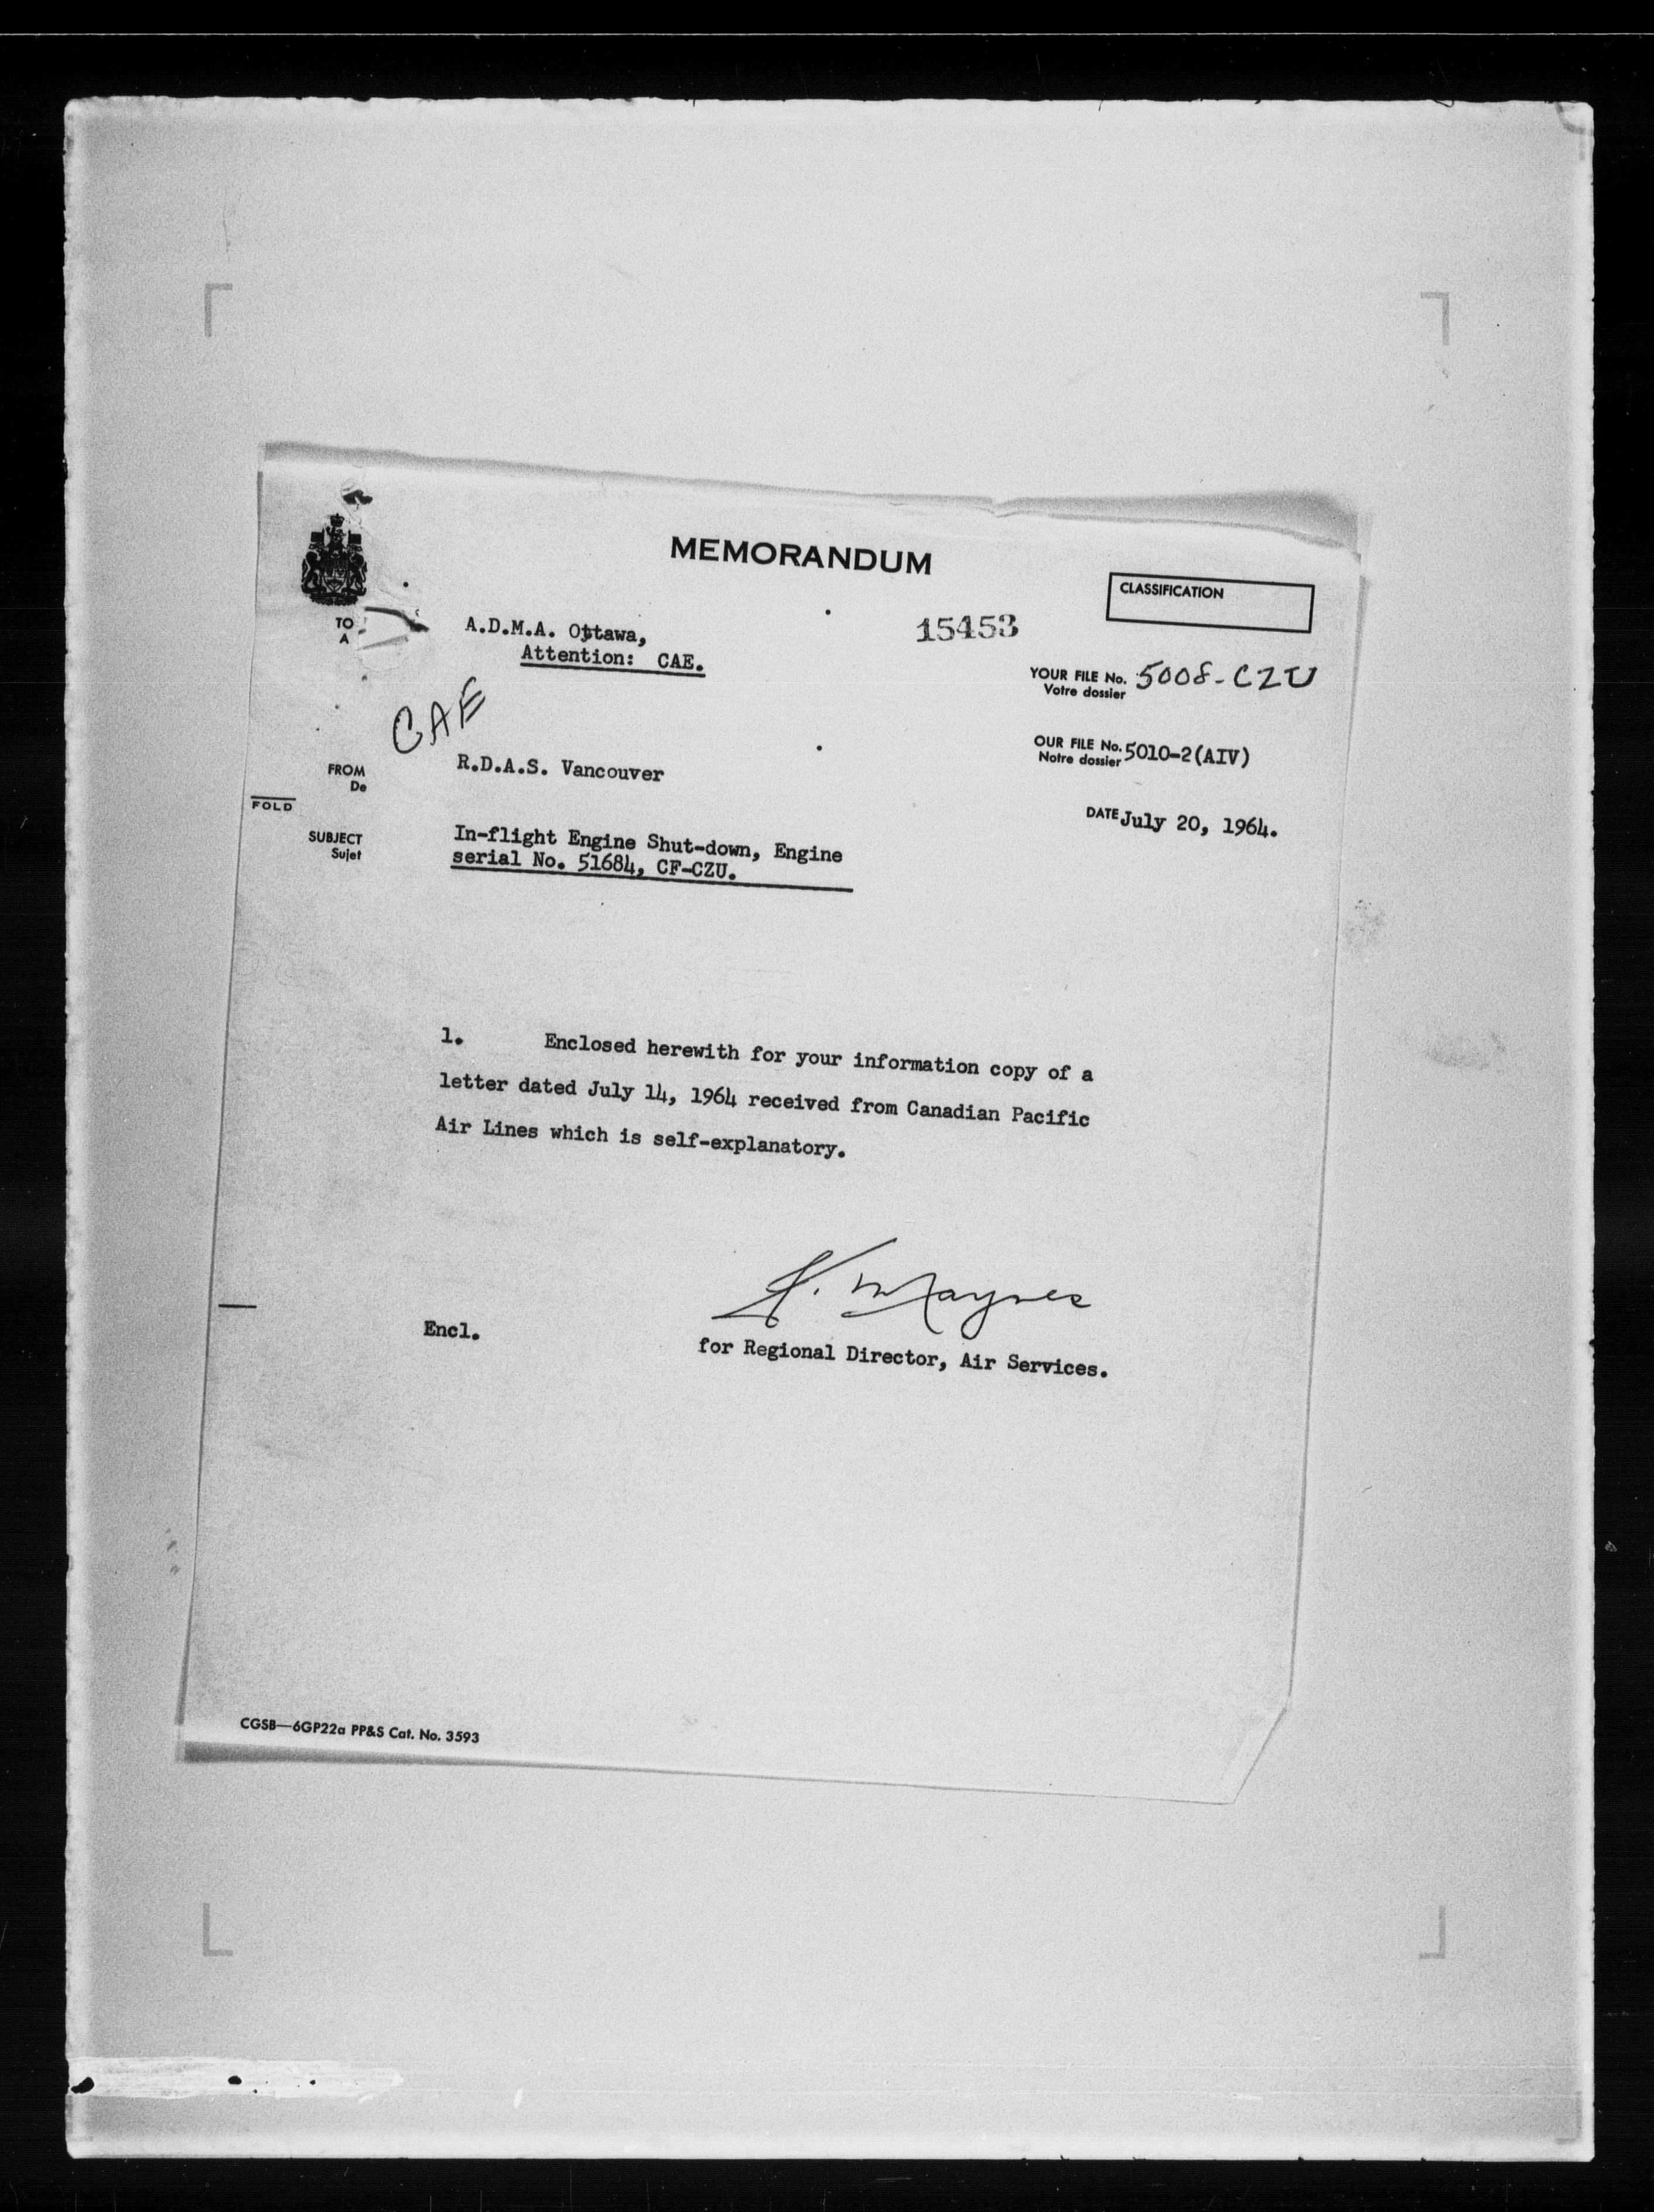 MEMORANDUM
CLASSIFICATION
TO
A
A.D.M.A. Ottawa,
Attention: CAE.
15453
YOUR FILE No. 5008-CZU
Votre dossier
CAE
OUR FILE No. 5010-2(AIV)
Notre dossier
FROM
De
R.D.A.S. Vancouver
FOLD
DATE July 20, 1964.
SUBJECT
Sujet
In-flight Engine Shut-down, Engine
serial No. 51684, CF-CZU.
1. Enclosed herewith for your information copy of a
letter dated July 14, 1964 received from Canadian Pacific
Air Lines which is self-explanatory.
Encl.
for Regional Director, Air Services.
CGSB—6GP22a PP&S Cat. No. 3593